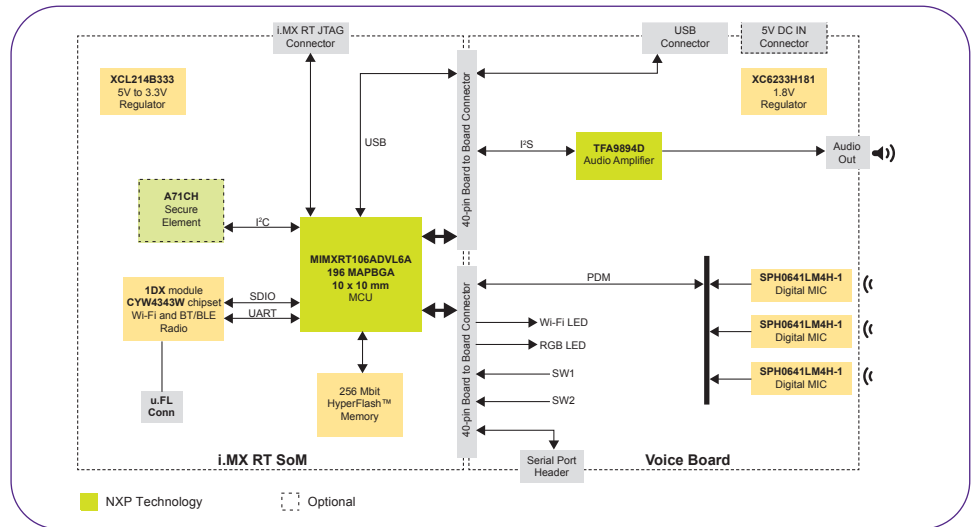 i.MX RT JTAG
Connector
USB
Connector
5V DC IN
Connector
XCL214B333
5V to 3.3V
Regulator
XC6233H181
1.8V
Regulator
USB
40-pin Board to Board Connector
I²S
TFA9894D
Audio Amplifier
Audio
Out
A71CH
Secure
Element
I²C
MIMXRT106ADVL6A
196 MAPBGA
10 x 10 mm
MCU
1DX module
CYW4343W chipset
Wi-Fi and BT/BLE
Radio
SDIO
UART
40-pin Board to Board Connector
PDM
SPH0641LM4H-1
Digital MIC
Wi-Fi LED
SPH0641LM4H-1
Digital MIC
RGB LED
SW1
SPH0641LM4H-1
Digital MIC
SW2
256 Mbit
HyperFlash™
Memory
u.FL
Conn
i.MX RT SoM
Serial Port
Header
Voice Board
NXP Technology
Optional